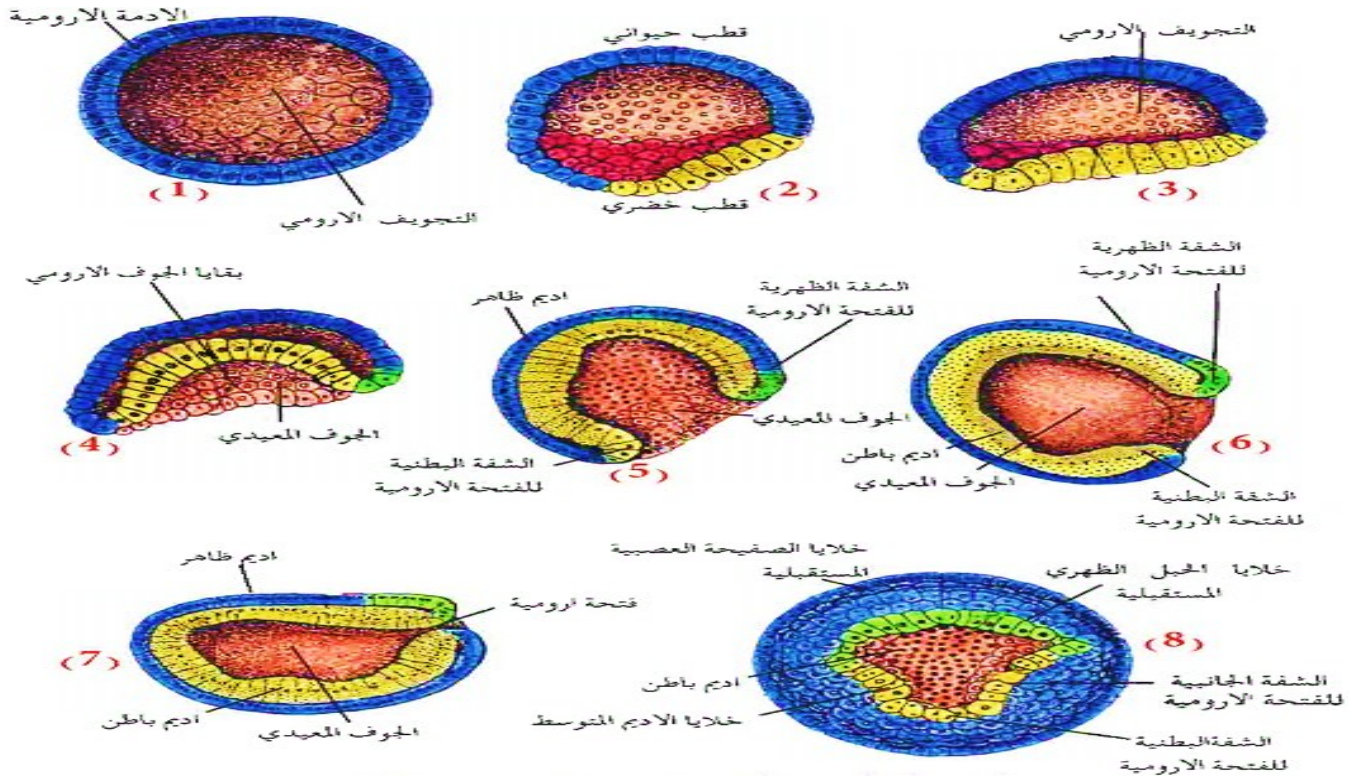 الادمة الارومية
التجويف الارومي
(1)
قطب حيواني
قطب خضري
(2)
التجويف الارومي
(3)
بقايا الجوف الارومي
الجوف المعيدي
(4)
اديم ظاهر
الشفة الظهرية
للفتحة الارومية
الجوف المعيدي
الشفة البطنية
للفتحة الارومية
(5)
الشفة الظهرية
للفتحة الارومية
اديم باطن
الجوف المعيدي
(6)
الشفة البطنية
للفتحة الارومية
اديم ظاهر
فتحة ارومية
(7)
اديم باطن
الجوف المعيدي
خلايا الصفيحة العصبية
المستقبلية
خلايا الحبل الظهري
المستقبلية
(8)
اديم باطن
خلايا الاديم المتوسط
الشفة الجانبية
للفتحة الارومية
الشفة البطنية
للفتحة الارومية